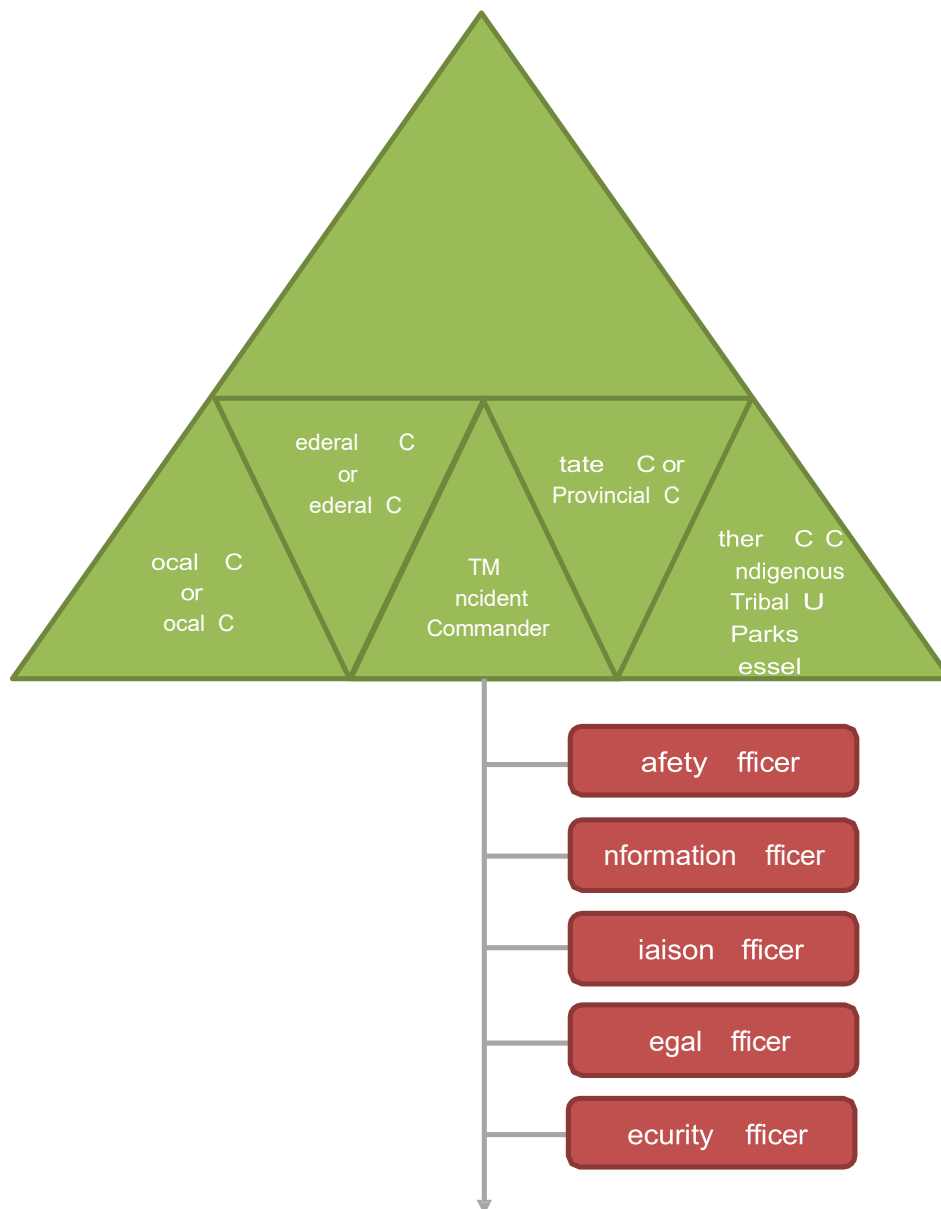 ederal C
or
ederal C
tate C or
Provincial C
ocal C
or
ocal C
TM
ncident
Commander
ther C C
ndigenous
Tribal U
Parks
essel
afety fficer
nformation fficer
iaison fficer
egal fficer
ecurity fficer